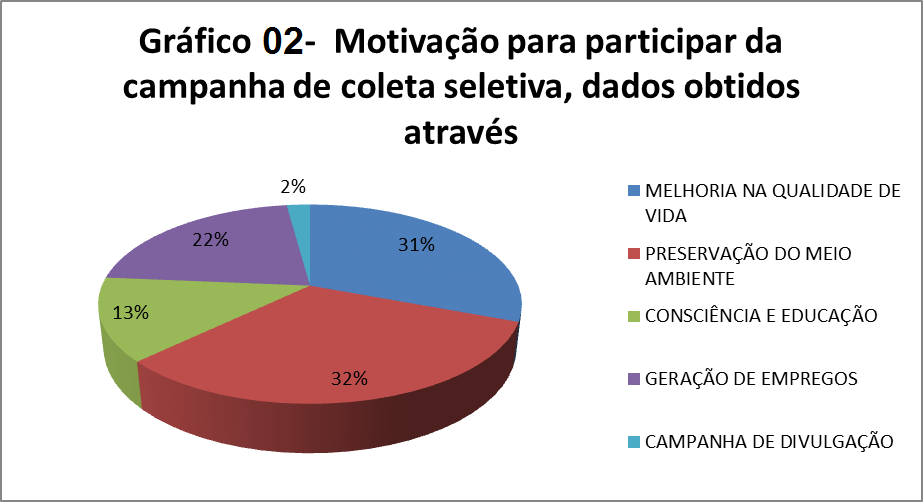 Gráfico 02-  Motivação para participar da
campanha de coleta seletiva, dados obtidos
através
2%
31%
22%
13%
32%
MELHORIA NA QUALIDADE DE
VIDA
PRESERVAÇÃO DO MEIO
AMBIENTE
CONSCIÊNCIA E EDUCAÇÃO
GERAÇÃO DE EMPREGOS
CAMPANHA DE DIVULGAÇÃO